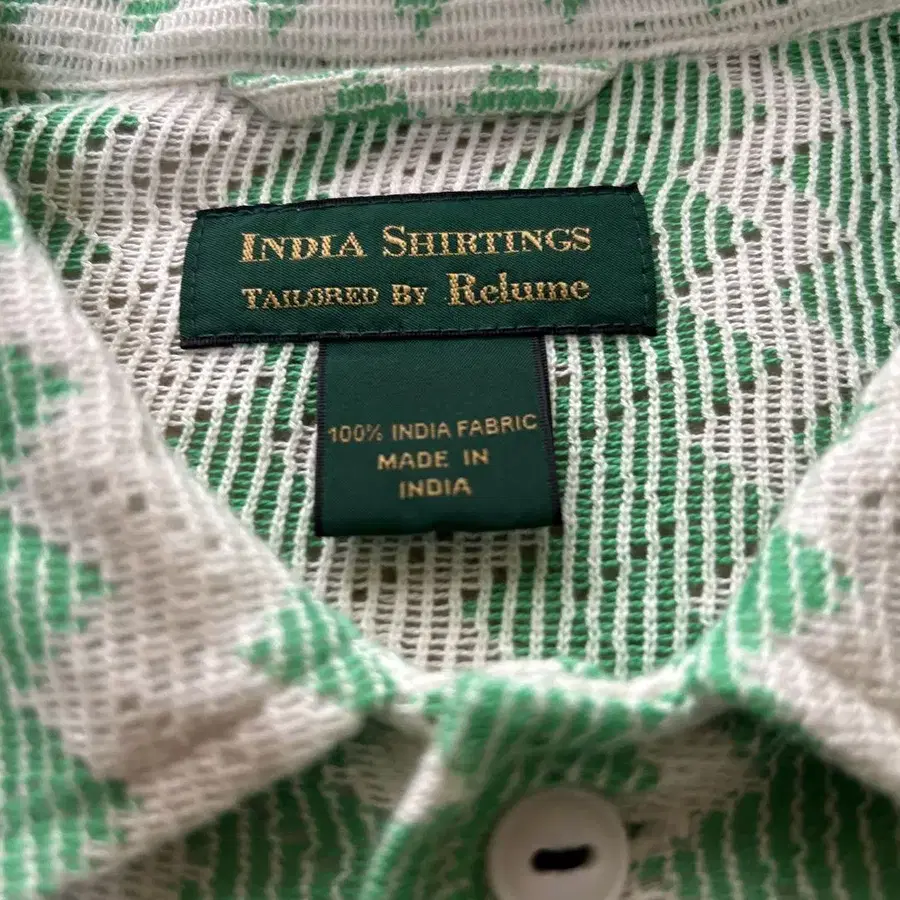 INDIA SHIRTINGS
TAILORED BY Relume
100% INDIA FABRIC
MADE IN
INDIA